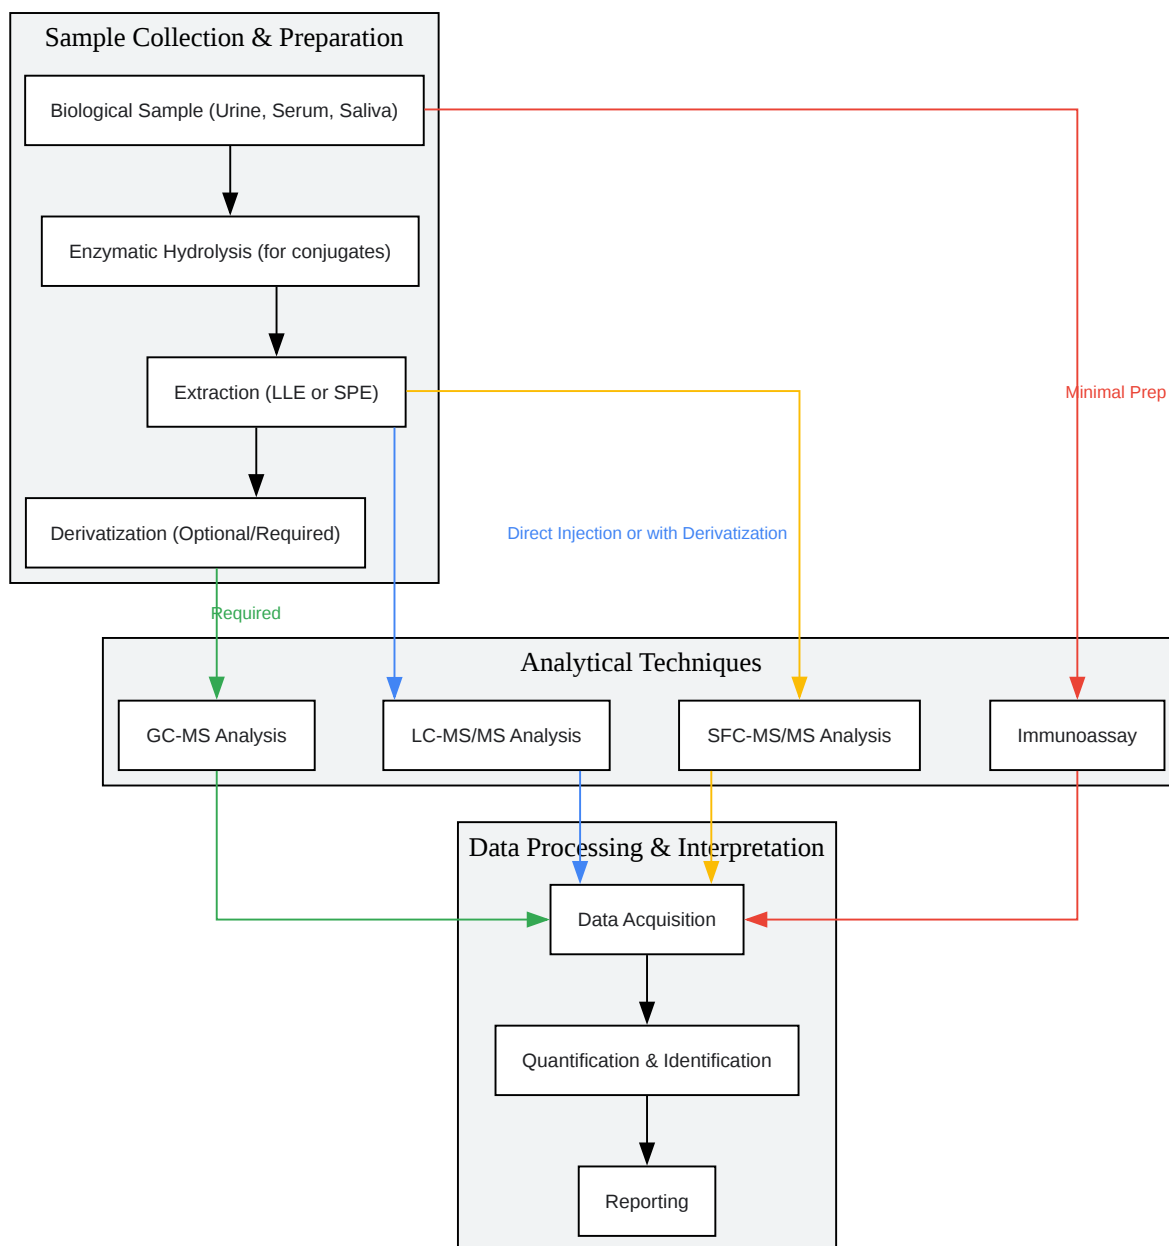 Sample Collection & Preparation
Biological Sample (Urine, Serum, Saliva)
Enzymatic Hydrolysis (for conjugates)
Extraction (LLE or SPE)
Minimal Prep
Derivatization (Optional/Required)
Direct Injection or with Derivatization
Required
Analytical Techniques
GC-MS Analysis
LC-MS/MS Analysis
SFC-MS/MS Analysis
Immunoassay
Data Processing & Interpretation
Data Acquisition
Quantification & Identification
Reporting